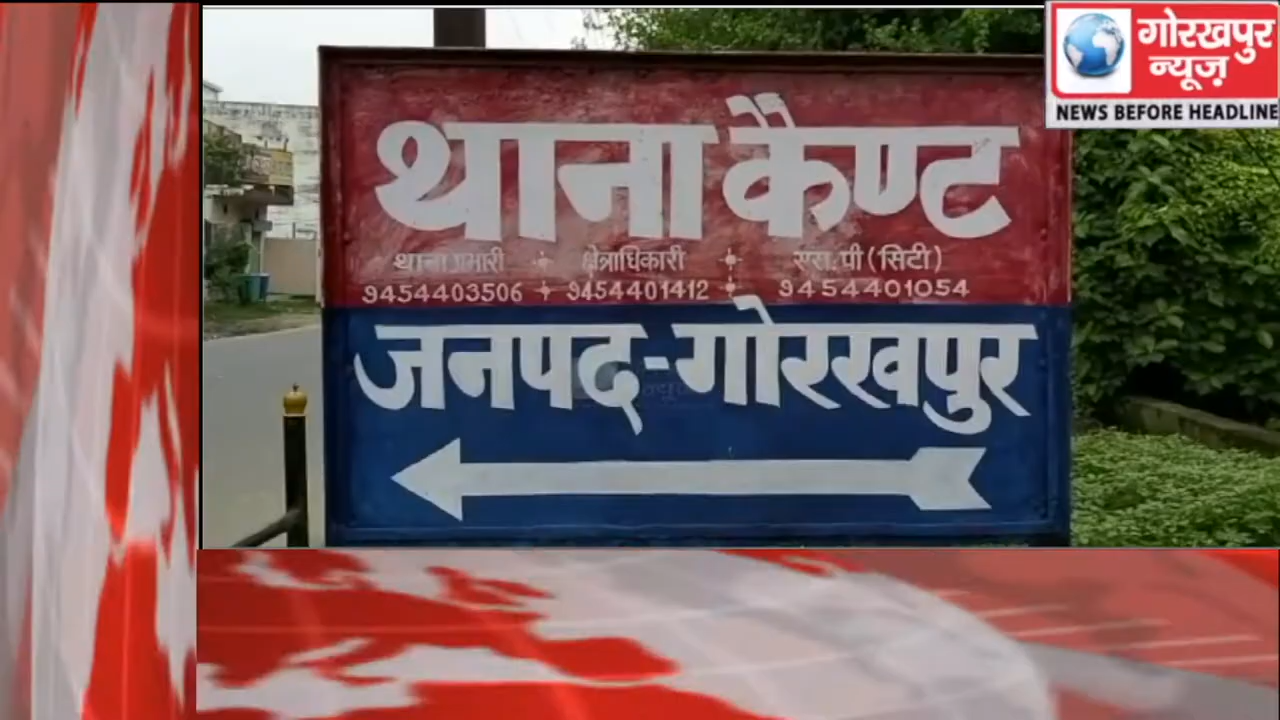 गोरखपुर
न्यूज़
NEWS BEFORE HEADLINE
थाना कैण्ट
थाना प्रभारी क्षेत्राधिकारी एस.पी (सिटी)
9454403506 9454401412 9454401054
जनपद-गोरखपुर